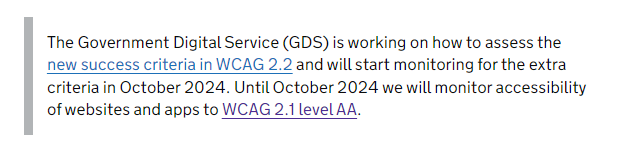 The Government Digital Service (GDS) is working on how to assess the
new success criteria in WCAG 2.2 and will start monitoring for the extra
criteria in October 2024. Until October 2024 we will monitor accessibility
of websites and apps to WCAG 2.1 level AA.